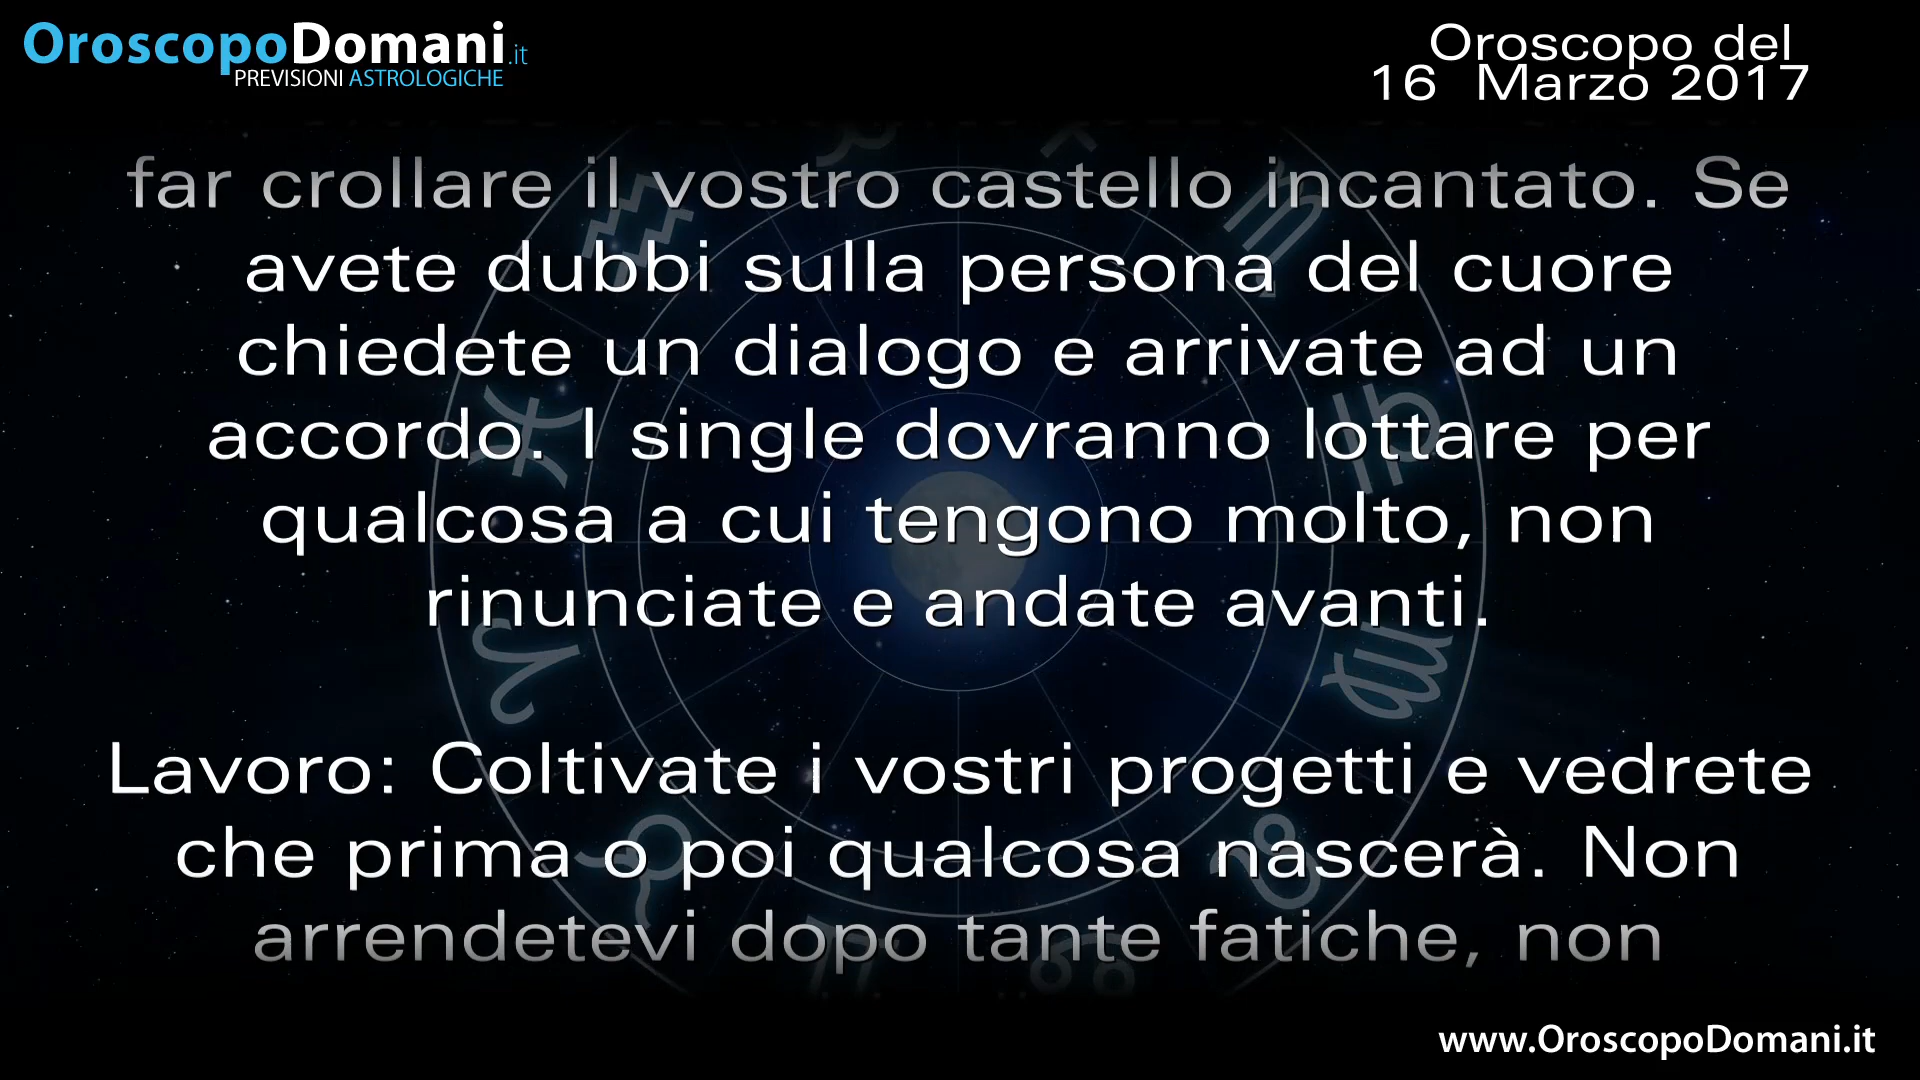 OroscopoDomani.it
PREVISIONI ASTROLOGICHE
Oroscopo del
16 Marzo 2017
far crollare il vostro castello incantato. Se
avete dubbi sulla persona del cuore
chiedete un dialogo e arrivate ad un
accordo. I single dovranno lottare per
qualcosa a cui tengono molto, non
rinunciate e andate avanti.
Lavoro: Coltivate i vostri progetti e vedrete
che prima o poi qualcosa nascerà. Non
arrendetevi dopo tante fatiche, non
www.OroscopoDomani.it